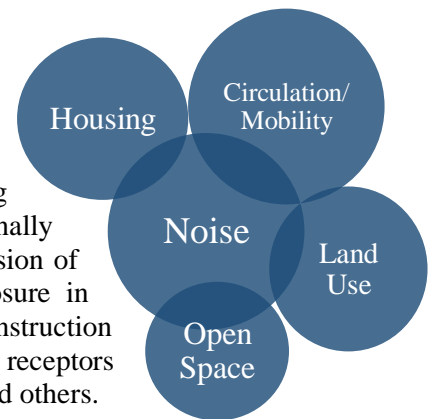 Circulation/
Mobility
Housing
g
nally
sion of
osure in
nstruction
receptors
d others.
Noise
Land
Use
Open
Space